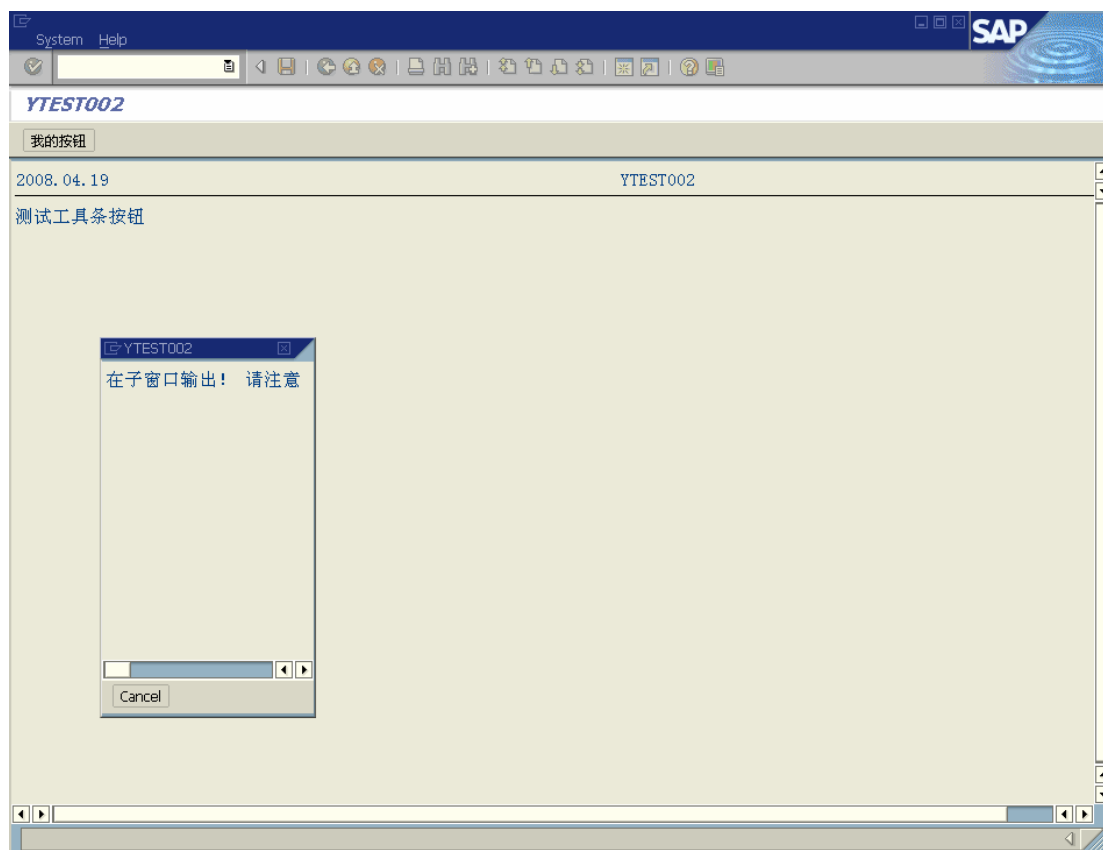 System Help
SAP
YTEST002
我的按钮
2008.04.19 YTEST002
测试工具条按钮
YTEST002
在子窗口输出! 请注意
Cancel